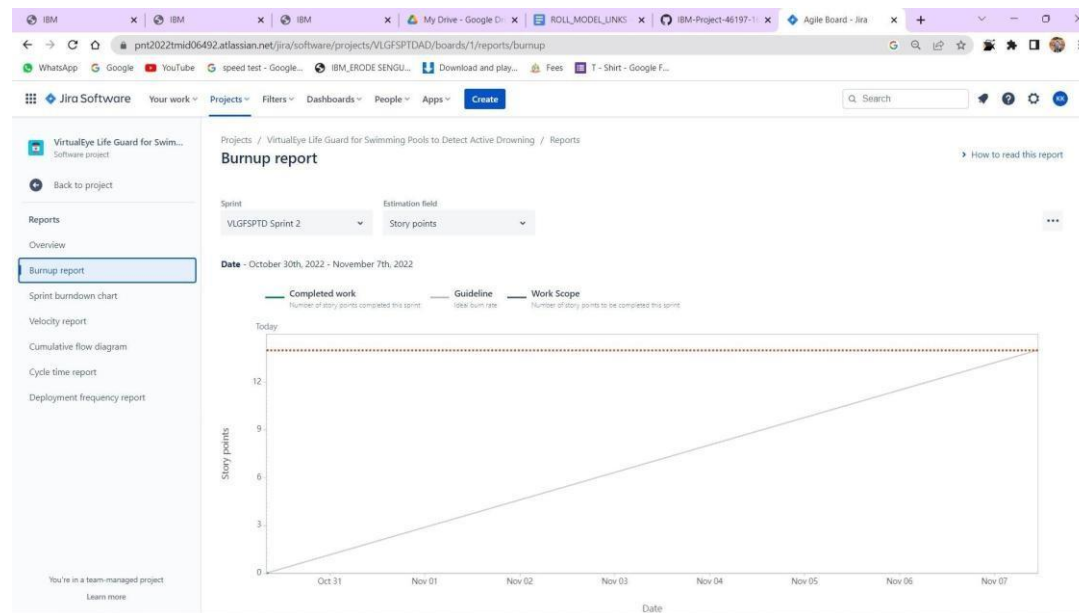 IBM
IBM
IBM
My Drive - Google Dr
ROLL_MODEL_LINKS
IBM-Project-46197-1
Agile Board - Jira
pnt2022tmid06492.atlassian.net/jira/software/projects/VLGFSPTDAD/boards/1/reports/burnup
WhatsApp Google YouTube speed test - Google... IBM_ERODE SENGU... Download and play... Fees T - Shirt - Google F...
Jira Software Your work Projects Filters Dashboards People Apps Create Search KK
VirtualEye Life Guard for Swim...
Software project
Back to project
Reports
Overview
Burnup report
Sprint burndown chart
Velocity report
Cumulative flow diagram
Cycle time report
Deployment frequency report
You're in a team-managed project
Learn more
Projects / VirtualEye Life Guard for Swimming Pools to Detect Active Drowning / Reports
Burnup report
How to read this report
Sprint Estimation field
VLGFSPTD Sprint 2 Story points
Date - October 30th, 2022 - November 7th, 2022
Completed work Guideline Work Scope
Number of story points completed this sprint Ideal burn rate Number of story points to be completed this sprint
Today
12
9
6
3
0
Story points
Oct 31 Nov 01 Nov 02 Nov 03 Nov 04 Nov 05 Nov 06 Nov 07
Date